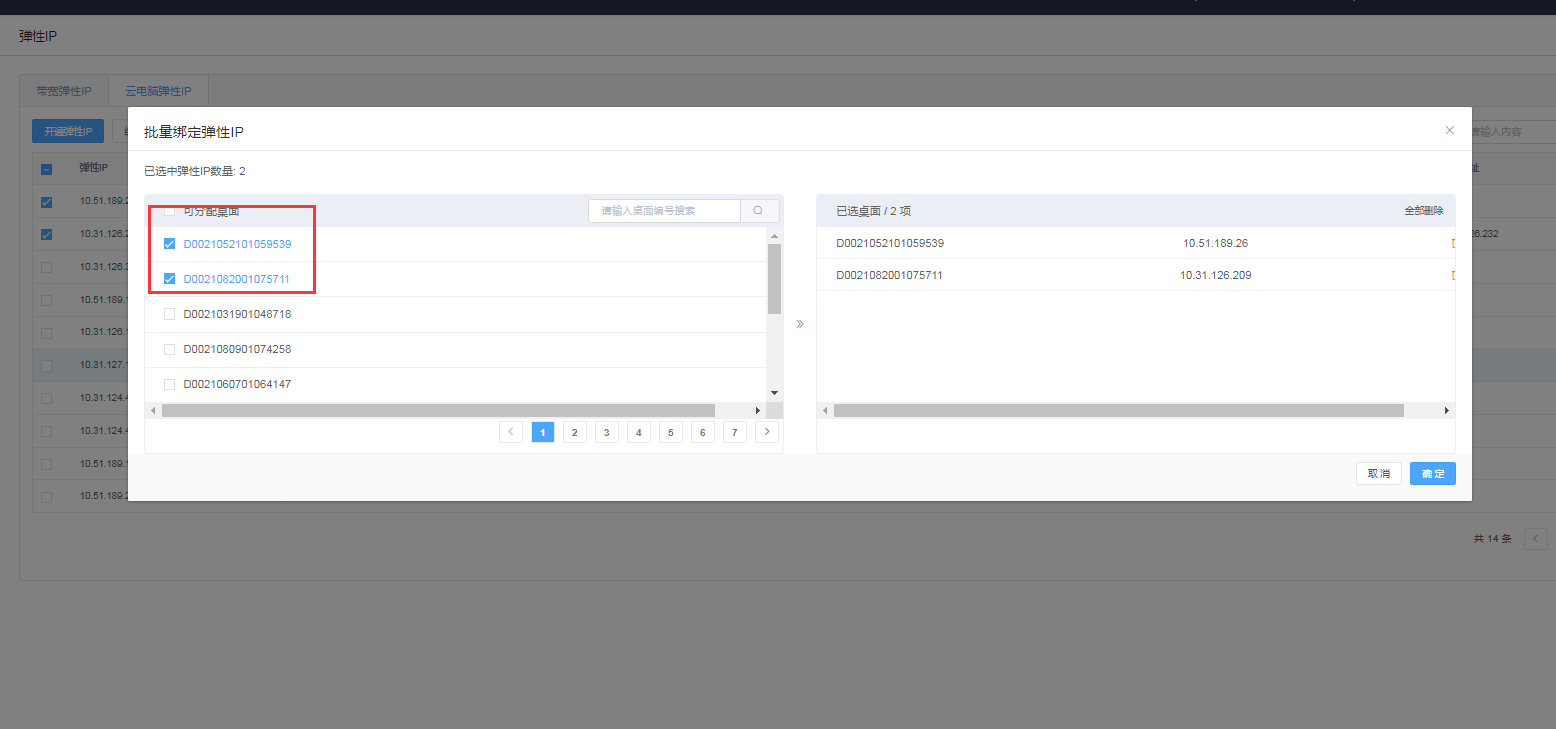 弹性IP
带宽弹性IP 云电脑弹性IP
开通弹性IP
请输入内容
弹性IP
10.51.189.2
10.31.126.2
26.232
10.31.126.3
10.51.189.1
10.31.126.1
10.31.127.1
10.31.124.4
10.31.124.4
10.51.189.1
10.51.189.2
共 14 条
批量绑定弹性IP
已选中弹性IP数量: 2
可分配桌面 请输入桌面编号搜索
D0021052101059539
D0021082001075711
D0021031901048718
D0021080901074258
D0021060701064147
1 2 3 4 5 6 7
已选桌面 / 2 项 全部删除
D0021052101059539 10.51.189.26
D0021082001075711 10.31.126.209
取消 确定